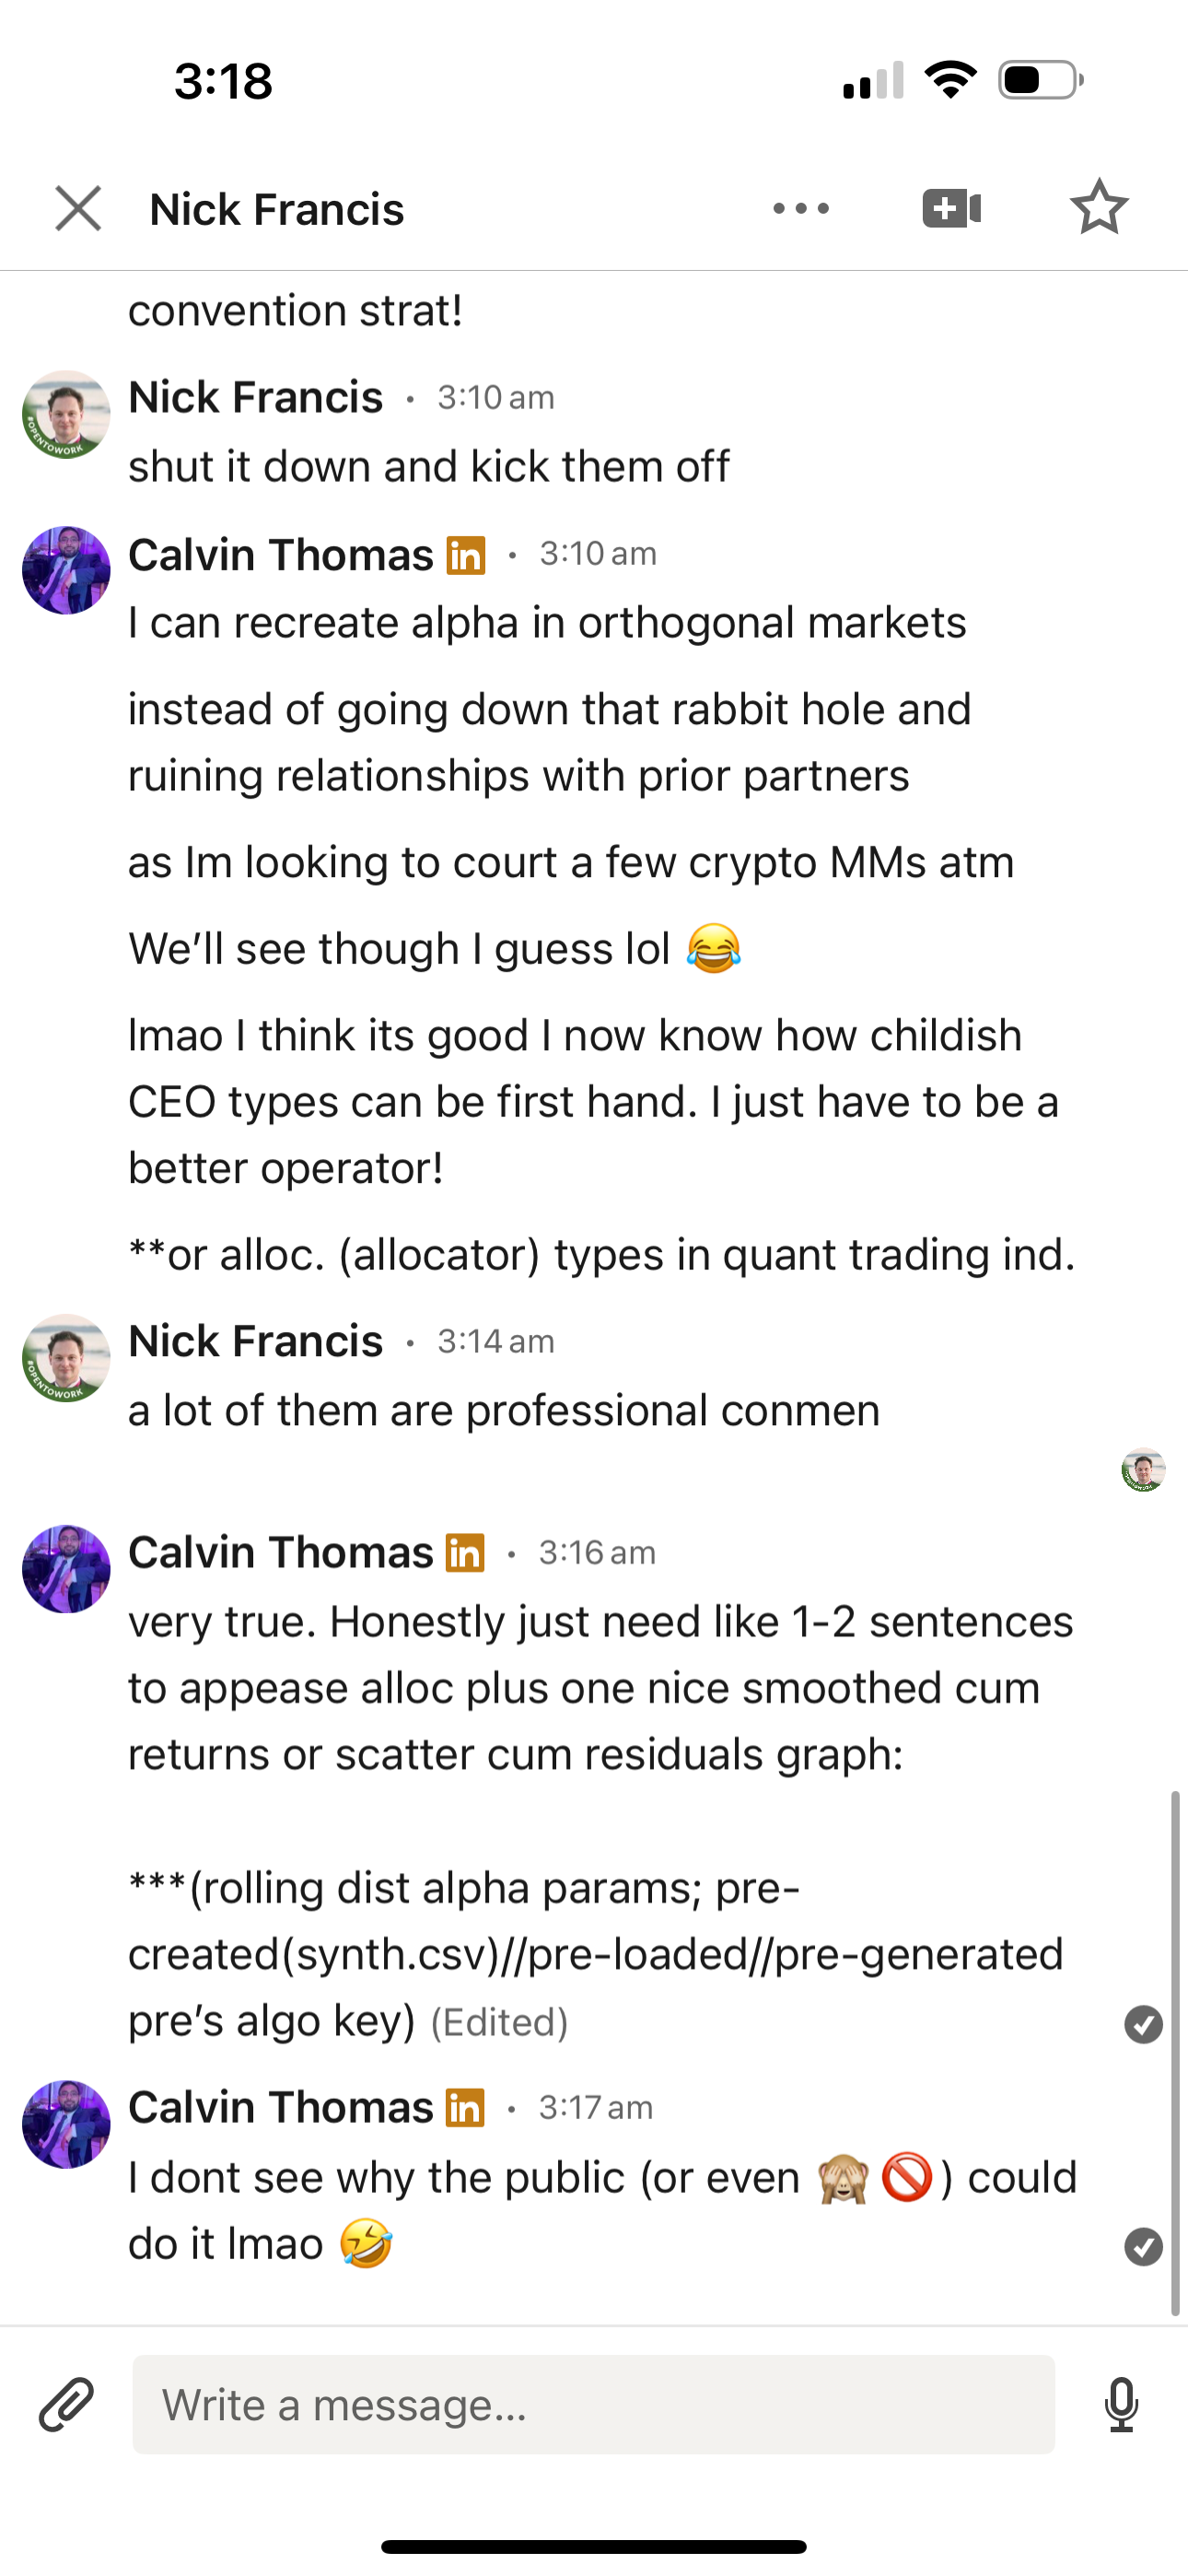 3:18
Nick Francis
convention strat!
Nick Francis • 3:10 am
shut it down and kick them off
Calvin Thomas in • 3:10 am
I can recreate alpha in orthogonal markets
instead of going down that rabbit hole and
ruining relationships with prior partners
as Im looking to court a few crypto MMs atm
We’ll see though I guess lol 😂
lmao I think its good I now know how childish
CEO types can be first hand. I just have to be a
better operator!
**or alloc. (allocator) types in quant trading ind.
Nick Francis • 3:14 am
a lot of them are professional conmen
Calvin Thomas in • 3:16 am
very true. Honestly just need like 1-2 sentences
to appease alloc plus one nice smoothed cum
returns or scatter cum residuals graph:
***(rolling dist alpha params; pre-
created(synth.csv)//pre-loaded//pre-generated
pre’s algo key) (Edited)
Calvin Thomas in • 3:17 am
I dont see why the public (or even 🙈🚫) could
do it lmao 🤣
Write a message...
#OPENTOWORK
#OPENTOWORK